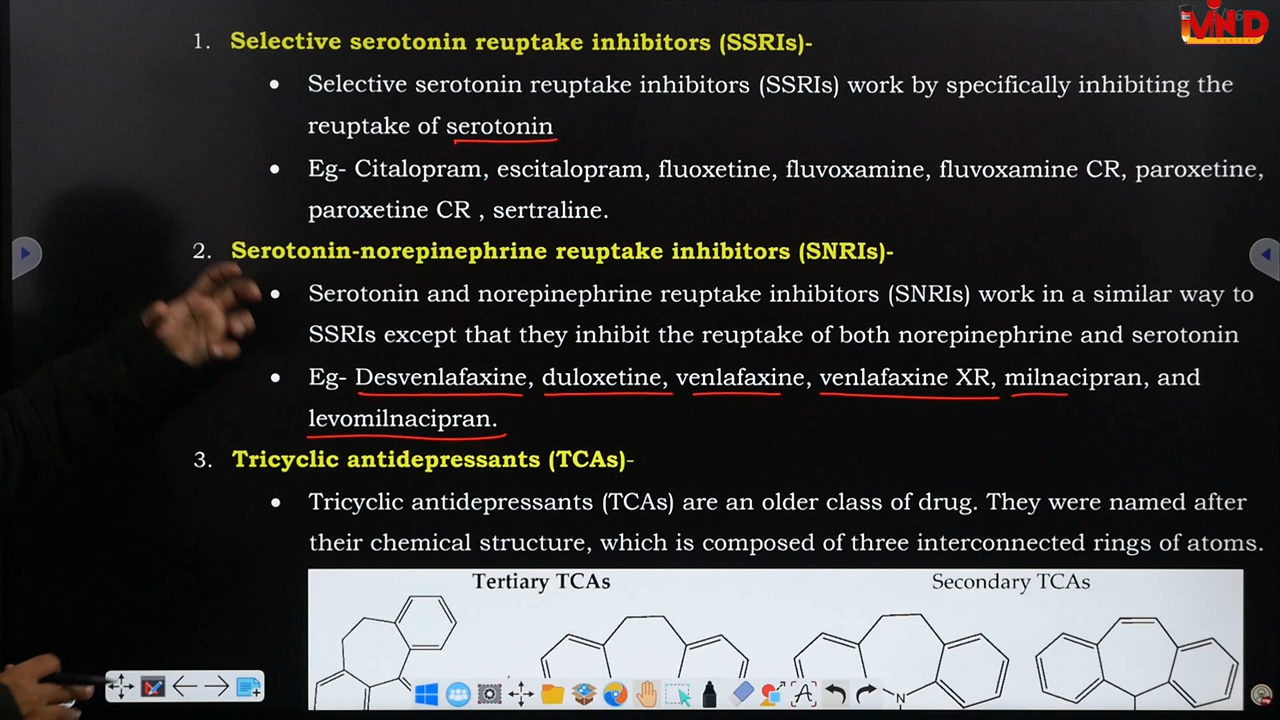 MIND
1. Selective serotonin reuptake inhibitors (SSRIs)-
• Selective serotonin reuptake inhibitors (SSRIs) work by specifically inhibiting the
reuptake of serotonin
• Eg- Citalopram, escitalopram, fluoxetine, fluvoxamine, fluvoxamine CR, paroxetine,
paroxetine CR , sertraline.
2. Serotonin-norepinephrine reuptake inhibitors (SNRIs)-
• Serotonin and norepinephrine reuptake inhibitors (SNRIs) work in a similar way to
SSRIs except that they inhibit the reuptake of both norepinephrine and serotonin
• Eg- Desvenlafaxine, duloxetine, venlafaxine, venlafaxine XR, milnacipran, and
levomilnacipran.
3. Tricyclic antidepressants (TCAs)-
• Tricyclic antidepressants (TCAs) are an older class of drug. They were named after
their chemical structure, which is composed of three interconnected rings of atoms.
Tertiary TCAs Secondary TCAs
N